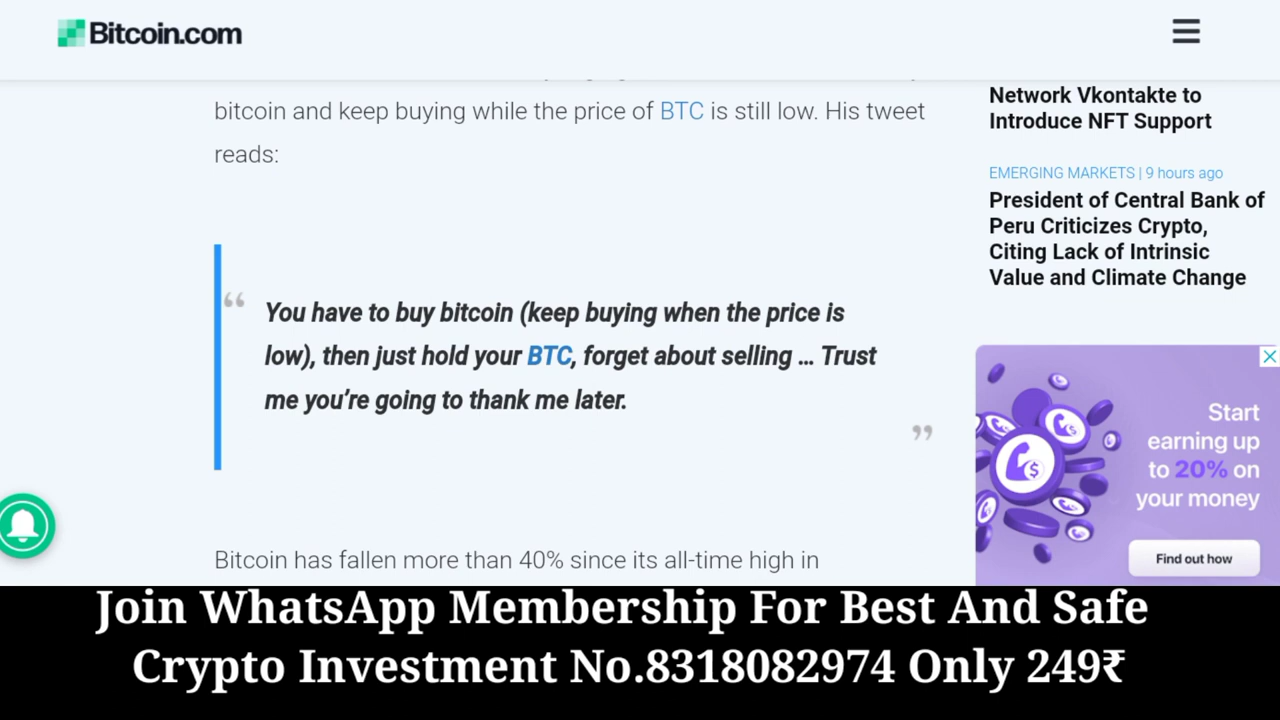 Bitcoin.com
bitcoin and keep buying while the price of BTC is still low. His tweet
reads:
“ You have to buy bitcoin (keep buying when the price is
low), then just hold your BTC, forget about selling … Trust
me you’re going to thank me later.
”
Bitcoin has fallen more than 40% since its all-time high in
Network Vkontakte to
Introduce NFT Support
EMERGING MARKETS | 9 hours ago
President of Central Bank of
Peru Criticizes Crypto,
Citing Lack of Intrinsic
Value and Climate Change
Start
earning up
to 20% on
your money
Find out how
Join WhatsApp Membership For Best And Safe
Crypto Investment No.8318082974 Only 249₹